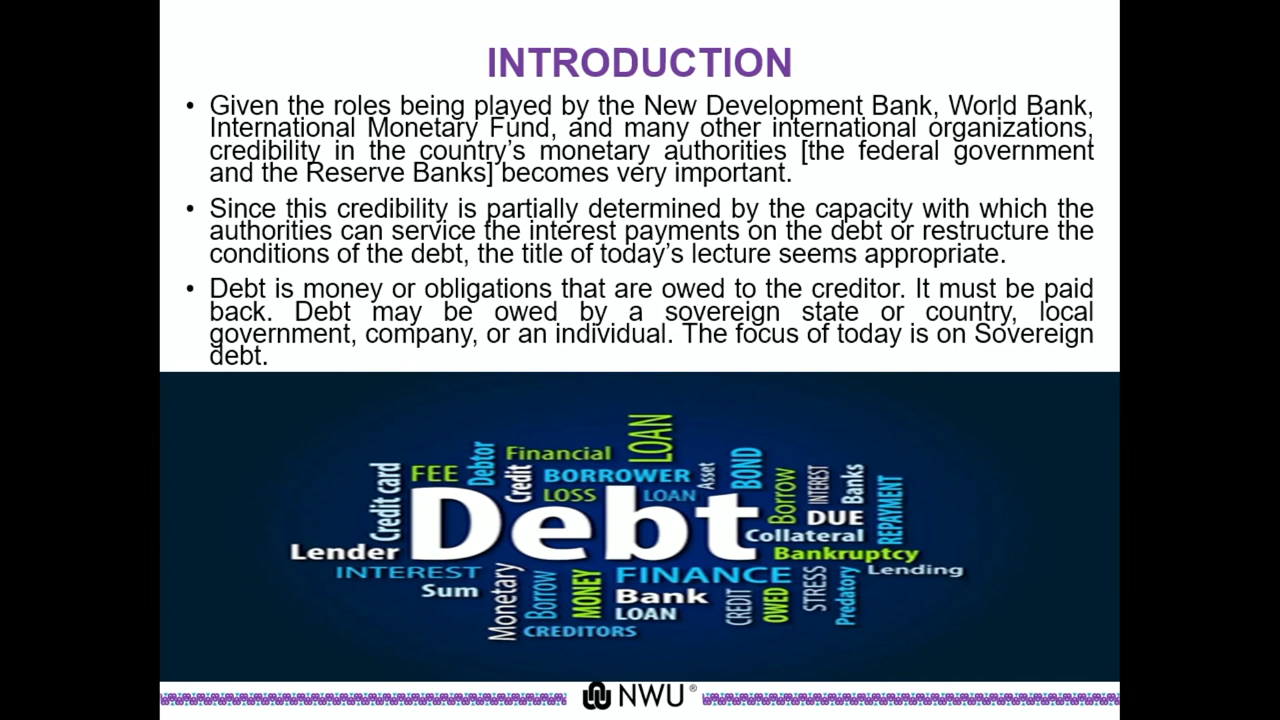 INTRODUCTION
• Given the roles being played by the New Development Bank, World Bank,
International Monetary Fund, and many other international organizations,
credibility in the country's monetary authorities [the federal government
and the Reserve Banks] becomes very important.
• Since this credibility is partially determined by the capacity with which the
authorities can service the interest payments on the debt or restructure the
conditions of the debt, the title of today's lecture seems appropriate.
• Debt is money or obligations that are owed to the creditor. It must be paid
back. Debt may be owed by a sovereign state or country, local
government, company, or an individual. The focus of today is on Sovereign
debt.
LOAN
Financial
Debtor
FEE
Credit card
Credit
BORROWER
Asset
BOND
LOSS
LOAN
Borrow
INTEREST
Banks
REPAYMENT
Debt
DUE
Collateral
Lender
Bankruptcy
INTEREST
FINANCE
Lending
Sum
Monetary
Borrow
MONEY
Bank
CREDIT
OWED
STRESS
Predatory
LOAN
CREDITORS
NWU®